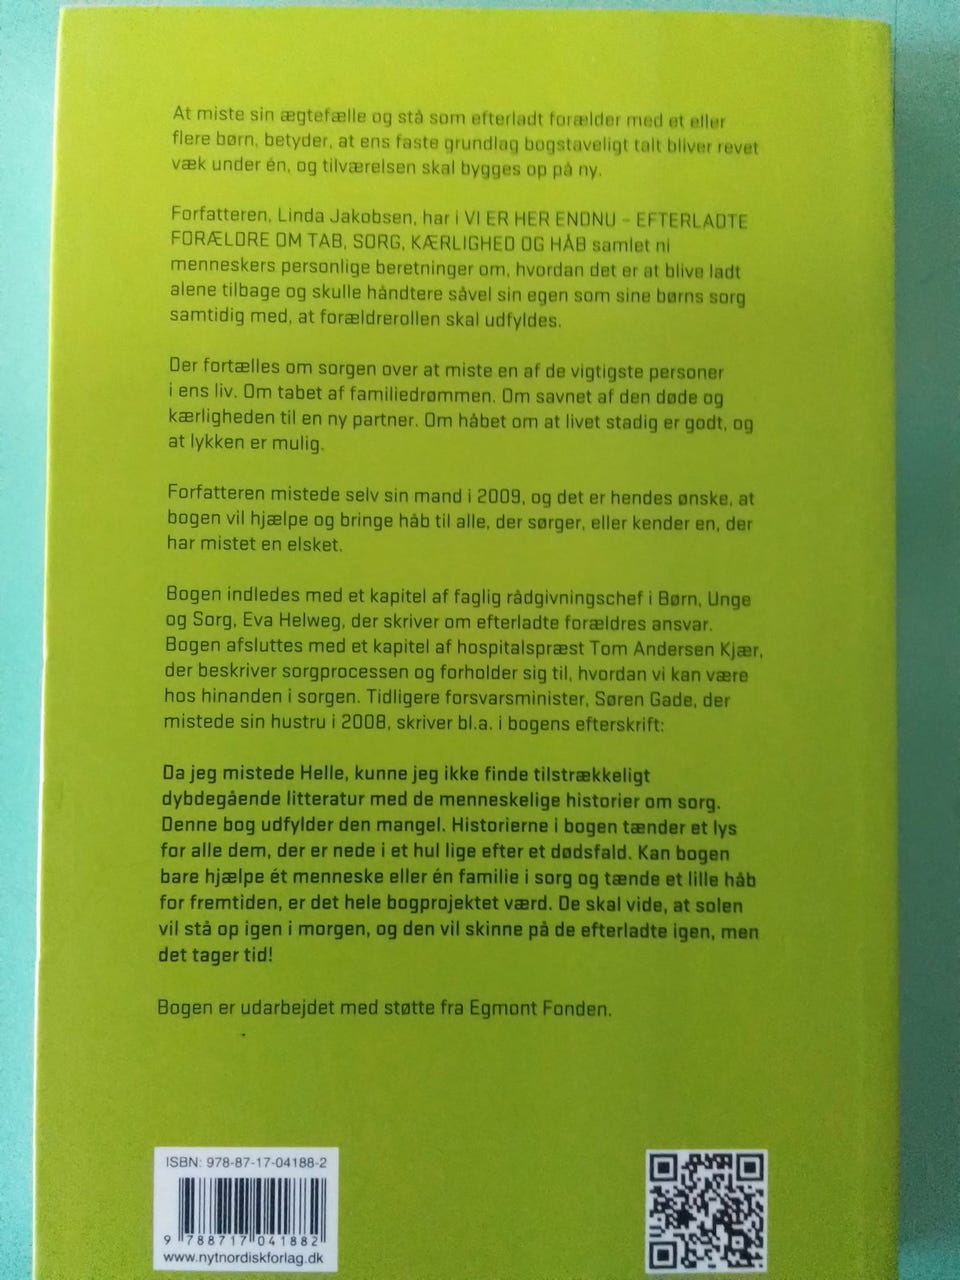 At miste sin ægtefælle og stå som efterladt forælder med et eller
flere børn, betyder, at ens faste grundlag bogstaveligt talt bliver revet
væk under én, og tilværelsen skal bygges op på ny.
Forfatteren, Linda Jakobsen, har i VI ER HER ENDNU – EFTERLADTE
FORÆLDRE OM TAB, SORG, KÆRLIGHED OG HÅB samlet ni
menneskers personlige beretninger om, hvordan det er at blive ladt
alene tilbage og skulle håndtere såvel sin egen som sine børns sorg
samtidig med, at forældrerollen skal udfyldes.
Der fortælles om sorgen over at miste en af de vigtigste personer
i ens liv. Om tabet af familiedrømmen. Om savnet af den døde og
kærligheden til en ny partner. Om håbet om at livet stadig er godt, og
at lykken er mulig.
Forfatteren mistede selv sin mand i 2009, og det er hendes ønske, at
bogen vil hjælpe og bringe håb til alle, der sørger, eller kender en, der
har mistet en elsket.
Bogen indledes med et kapitel af faglig rådgivningschef i Børn, Unge
og Sorg, Eva Helweg, der skriver om efterladte forældres ansvar.
Bogen afsluttes med et kapitel af hospitalspræst Tom Andersen Kjær,
der beskriver sorgprocessen og forholder sig til, hvordan vi kan være
hos hinanden i sorgen. Tidligere forsvarsminister, Søren Gade, der
mistede sin hustru i 2008, skriver bl.a. i bogens efterskrift:
Da jeg mistede Helle, kunne jeg ikke finde tilstrækkeligt
dybdegående litteratur med de menneskelige historier om sorg.
Denne bog udfylder den mangel. Historierne i bogen tænder et lys
for alle dem, der er nede i et hul lige efter et dødsfald. Kan bogen
bare hjælpe ét menneske eller én familie i sorg og tænde et lille håb
for fremtiden, er det hele bogprojektet værd. De skal vide, at solen
vil stå op igen i morgen, og den vil skinne på de efterladte igen, men
det tager tid!
Bogen er udarbejdet med støtte fra Egmont Fonden.
ISBN: 978-87-17-04188-2
9 788717 041882
www.nytnordiskforlag.dk